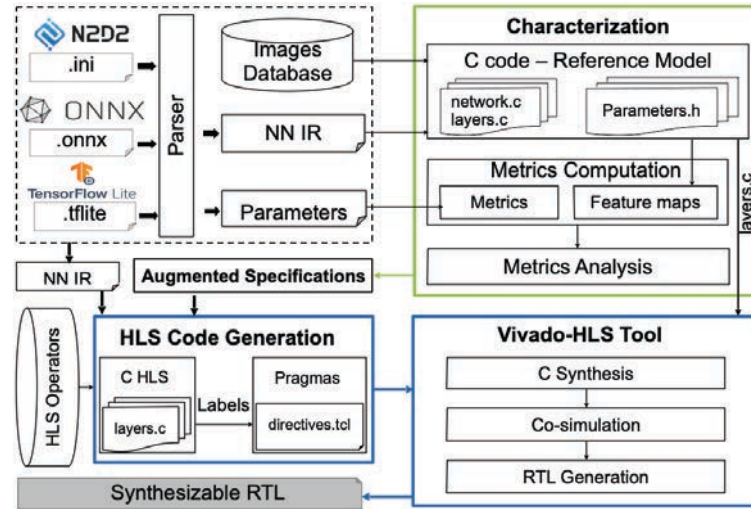 N2D2
.ini
ONNX
.onnx
TensorFlow Lite
.tflite
Parser
Images
Database
NN IR
Parameters
Characterization
C code – Reference Model
network.c
layers.c
Parameters.h
Metrics Computation
Metrics
Feature maps
Metrics Analysis
layers.c
NN IR
Augmented Specifications
HLS Operators
HLS Code Generation
C HLS
layers.c
Labels
Pragmas
directives.tcl
Vivado-HLS Tool
C Synthesis
Co-simulation
RTL Generation
Synthesizable RTL